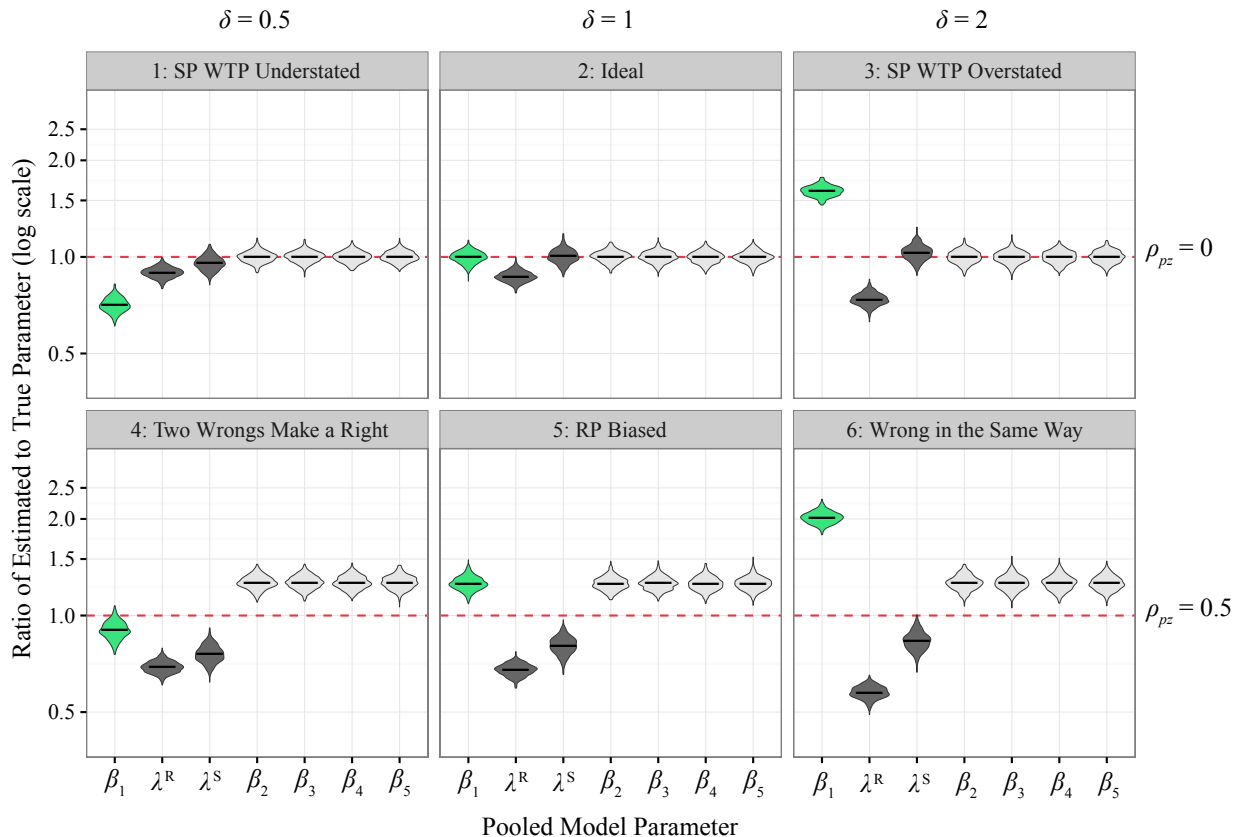 δ = 0.5
δ = 1
δ = 2
1: SP WTP Understated
2: Ideal
3: SP WTP Overstated
2.5
2.0
1.5
1.0
0.5
ρpz = 0
4: Two Wrongs Make a Right
5: RP Biased
6: Wrong in the Same Way
2.5
2.0
1.5
1.0
0.5
ρpz = 0.5
Ratio of Estimated to True Parameter (log scale)
β1 λR λS β2 β3 β4 β5
β1 λR λS β2 β3 β4 β5
β1 λR λS β2 β3 β4 β5
Pooled Model Parameter